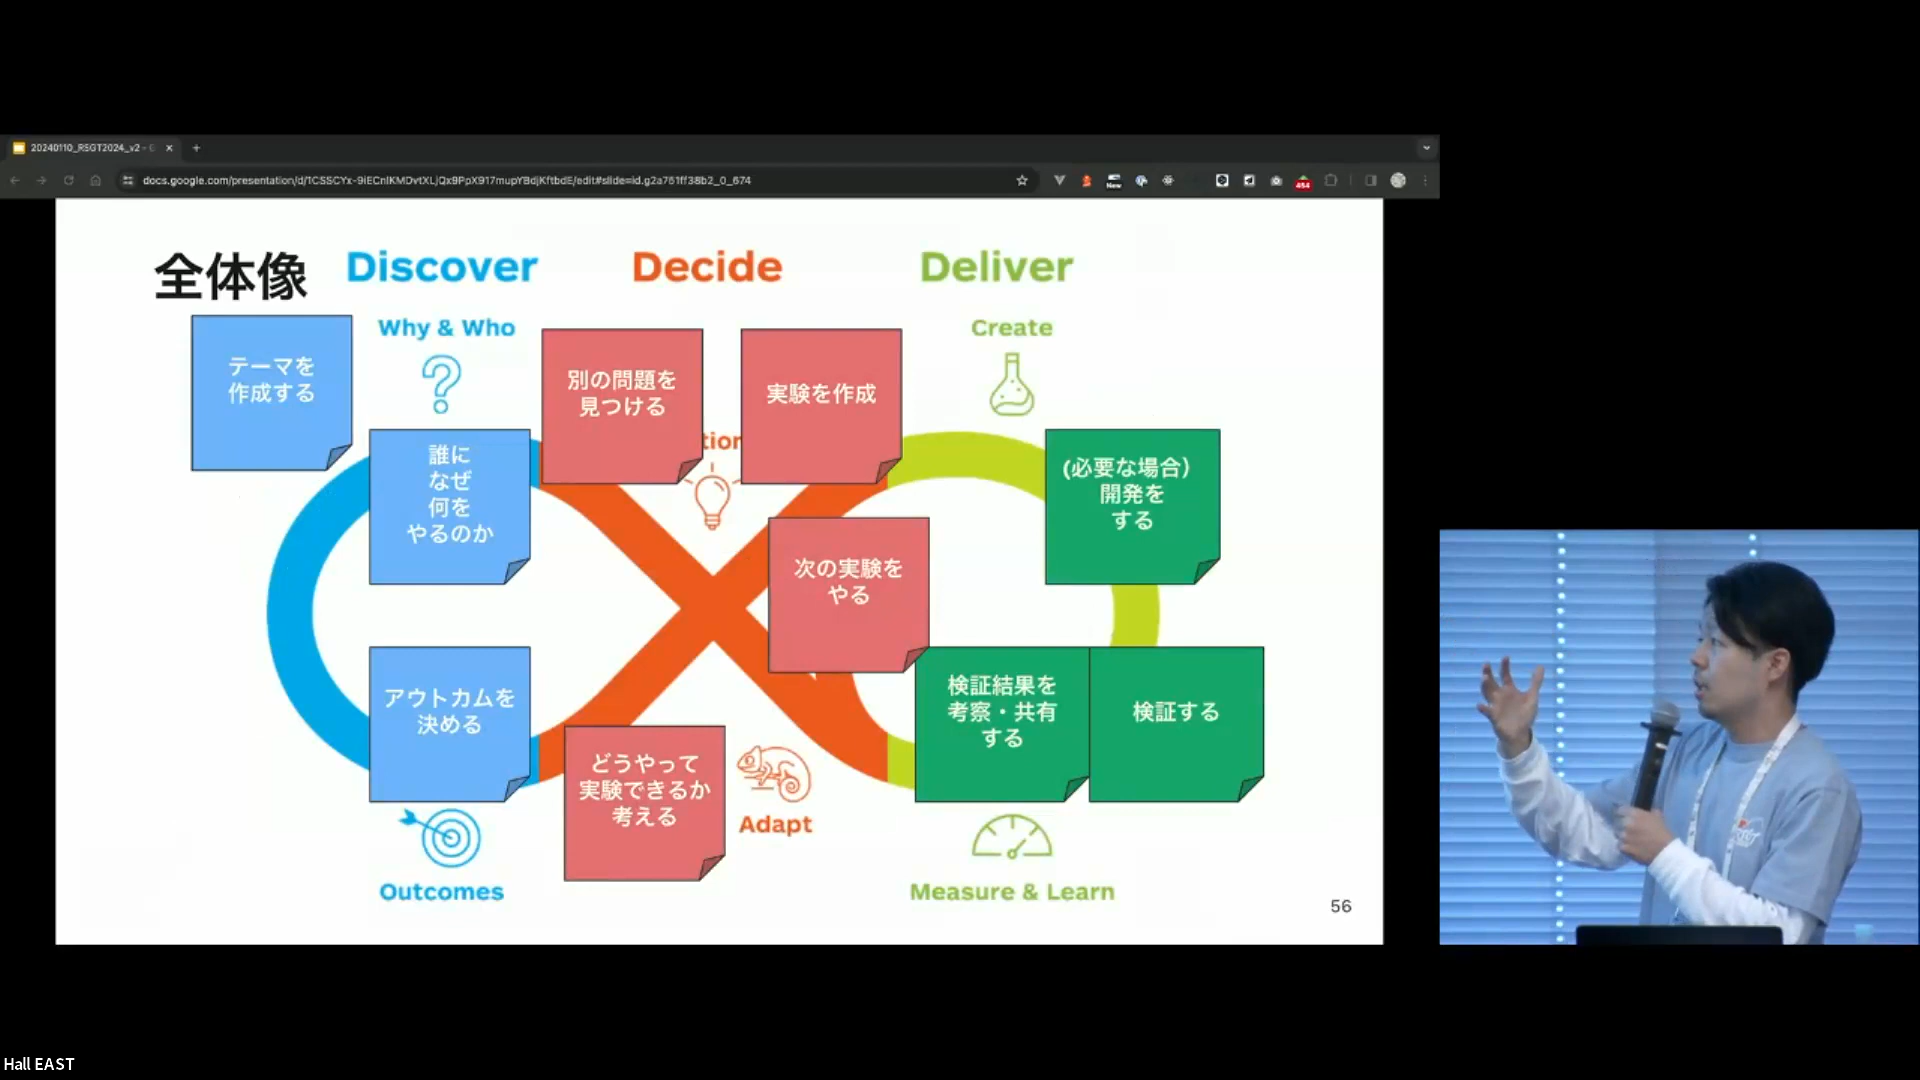 20240110_RSGT2024_v2 - G
docs.google.com/presentation/d/1CSSCYx-9iECnIKMDvtXLjQx9PpX917mupYBdjKftbdE/edit#slide=id.g2a761ff38b2_0_674
New
454
全体像
Discover
Decide
Deliver
テーマを
作成する
Why & Who
別の問題を
見つける
実験を作成
Create
tion
誰に
なぜ
何を
やるのか
(必要な場合)
開発を
する
次の実験を
やる
アウトカムを
決める
どうやって
実験できるか
考える
Adapt
検証結果を
考察・共有
する
検証する
Outcomes
Measure & Learn
56
Hall EAST